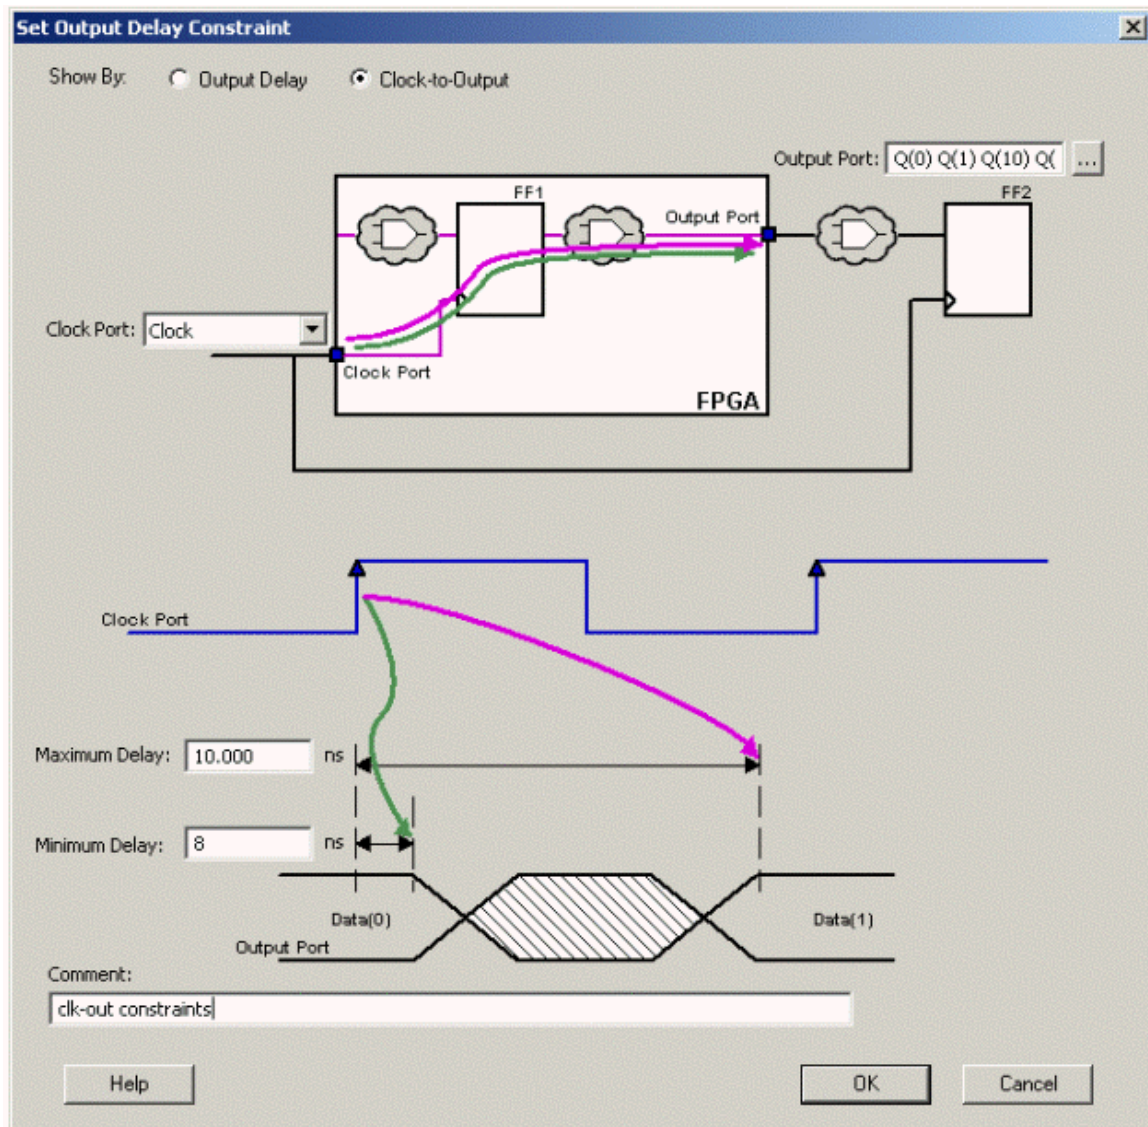 Set Output Delay Constraint
Show By: Output Delay Clock-to-Output
Output Port: Q(0) Q(1) Q(10) Q( ...
FF1 FF2
Output Port
Clock Port: Clock
Clock Port
FPGA
Clock Port
Maximum Delay: 10.000 ns
Minimum Delay: 8 ns
Data(0) Data(1)
Output Port
Comment:
clk-out constraints
Help OK Cancel